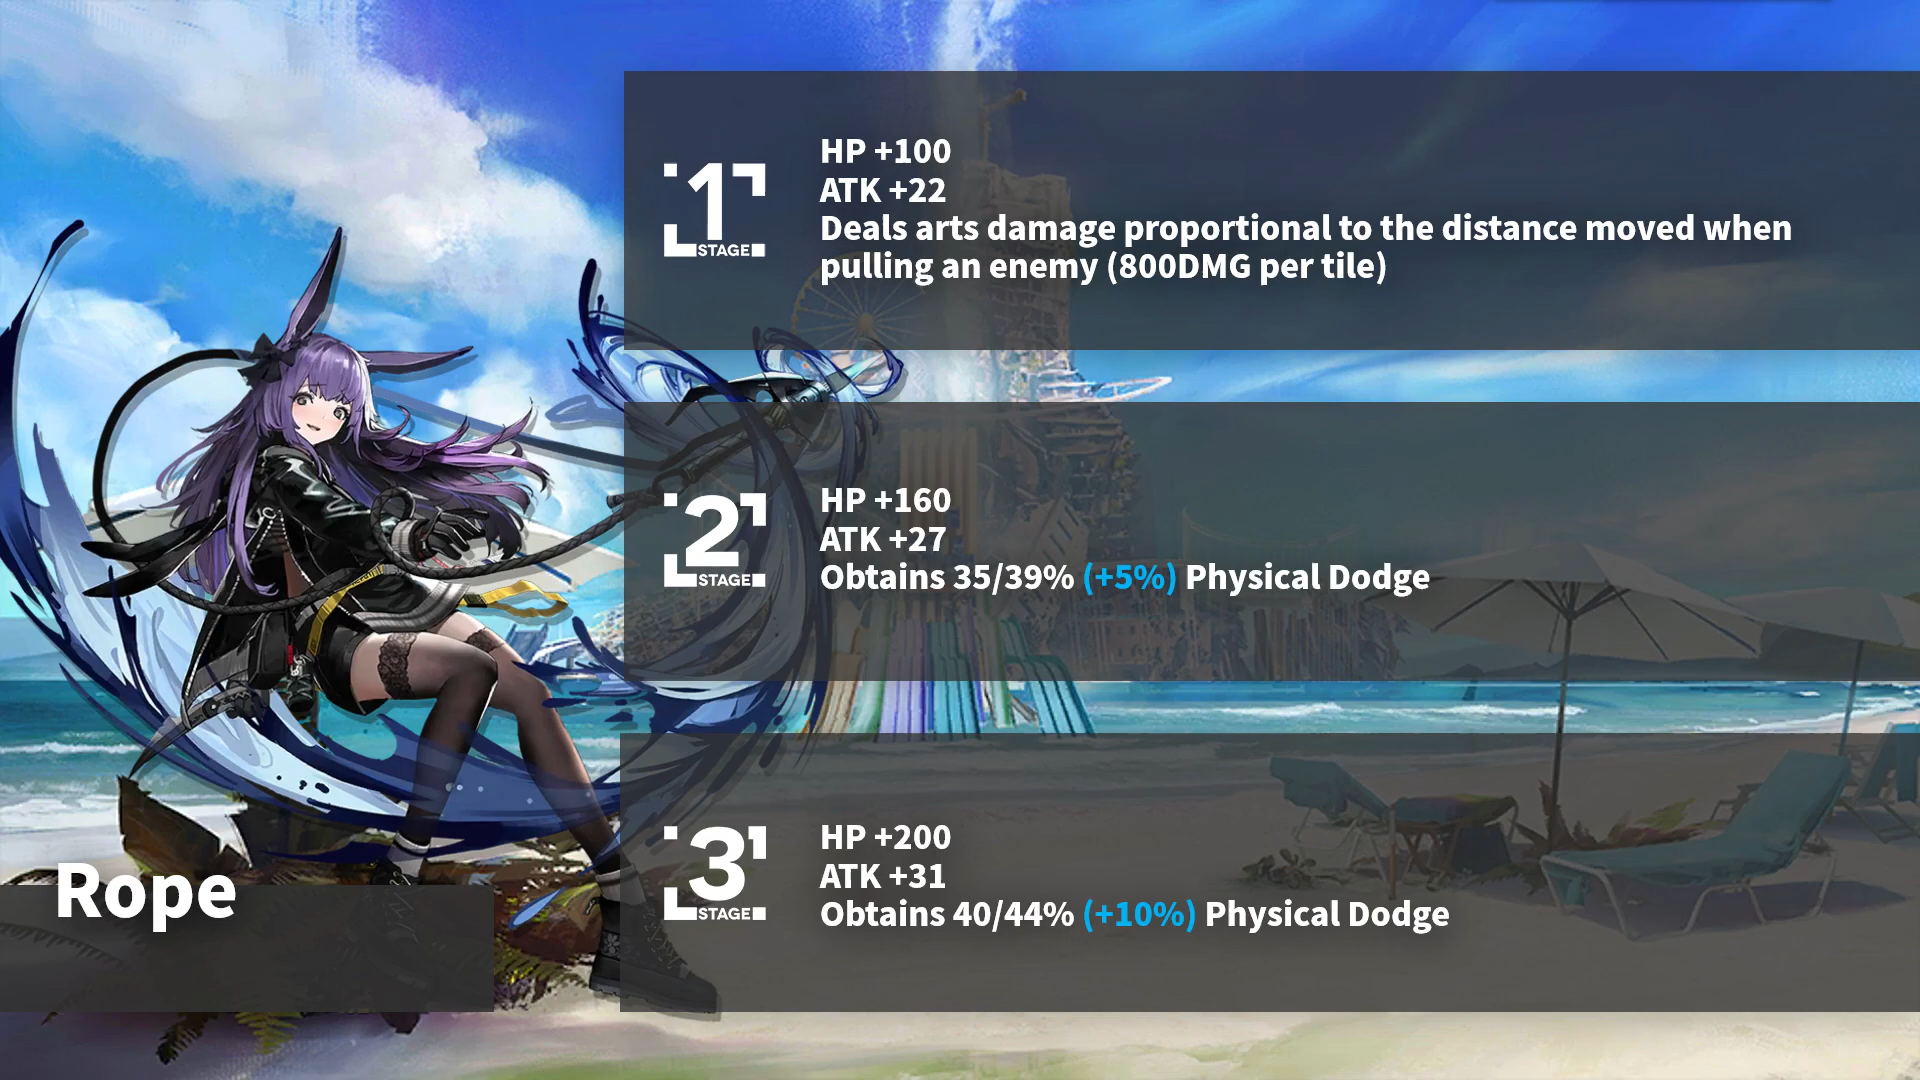 1
STAGE
HP +100
ATK +22
Deals arts damage proportional to the distance moved when
pulling an enemy (800DMG per tile)
2
STAGE
HP +160
ATK +27
Obtains 35/39% (+5%) Physical Dodge
3
STAGE
HP +200
ATK +31
Obtains 40/44% (+10%) Physical Dodge
Rope